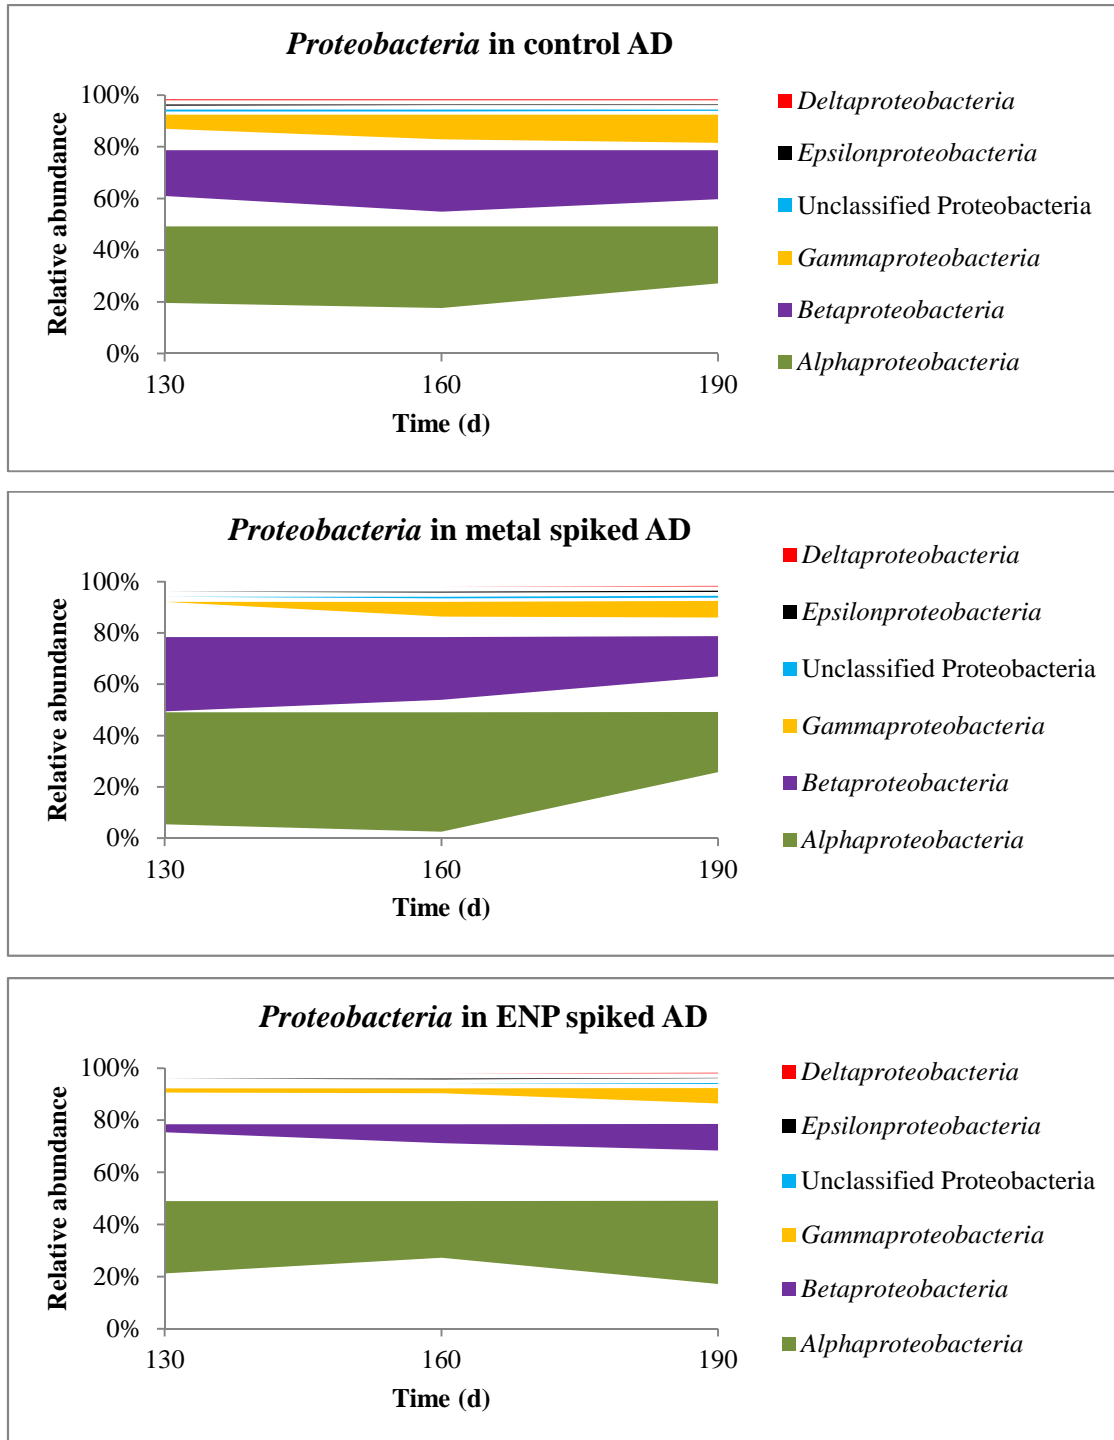 Proteobacteria in control AD
Relative abundance
100%
80%
60%
40%
20%
0%
130 160 190
Time (d)
Deltaproteobacteria
Epsilonproteobacteria
Unclassified Proteobacteria
Gammaproteobacteria
Betaproteobacteria
Alphaproteobacteria
Proteobacteria in metal spiked AD
Relative abundance
100%
80%
60%
40%
20%
0%
130 160 190
Time (d)
Deltaproteobacteria
Epsilonproteobacteria
Unclassified Proteobacteria
Gammaproteobacteria
Betaproteobacteria
Alphaproteobacteria
Proteobacteria in ENP spiked AD
Relative abundance
100%
80%
60%
40%
20%
0%
130 160 190
Time (d)
Deltaproteobacteria
Epsilonproteobacteria
Unclassified Proteobacteria
Gammaproteobacteria
Betaproteobacteria
Alphaproteobacteria